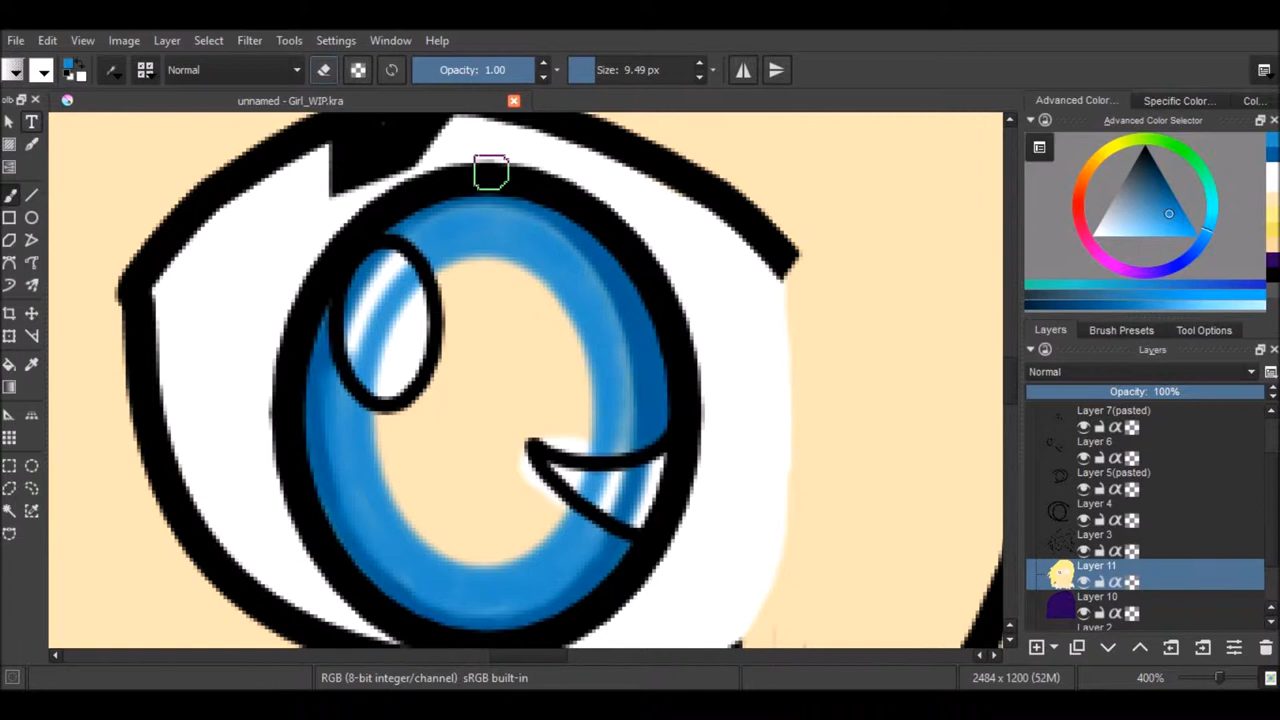 File Edit View Image Layer Select Filter Tools Settings Window Help
Normal Opacity: 1.00 Size: 9.49 px
olb unnamed - Girl_WIP.kra
Advanced Color... Specific Color... Col...
Advanced Color Selector
Layers Brush Presets Tool Options
Layers
Normal
Opacity: 100%
Layer 7(pasted)
Layer 6
Layer 5(pasted)
Layer 4
Layer 3
Layer 11
Layer 10
Layer 2
RGB (8-bit integer/channel) sRGB built-in 2484 x 1200 (52M) 400%